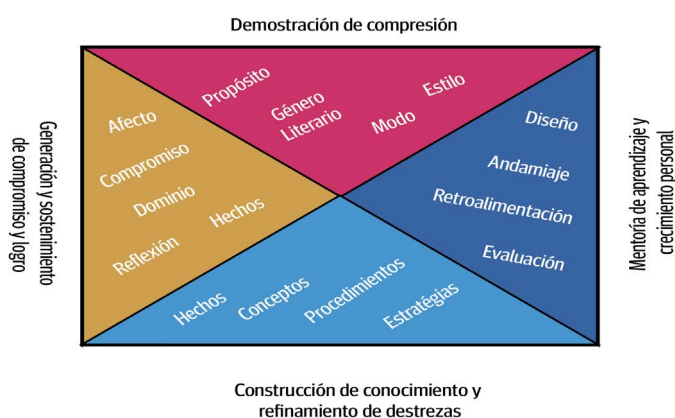 Demostración de compresión
Propósito
Género
Literario
Modo
Estilo
Afecto
Compromiso
Dominio
Hechos
Reflexión
Diseño
Andamiaje
Retroalimentación
Evaluación
Hechos
Conceptos
Procedimientos
Estratégias
Generación y sostenimiento
de compromiso y logro
Mentoría de aprendizaje y
crecimiento personal
Construcción de conocimiento y
refinamiento de destrezas